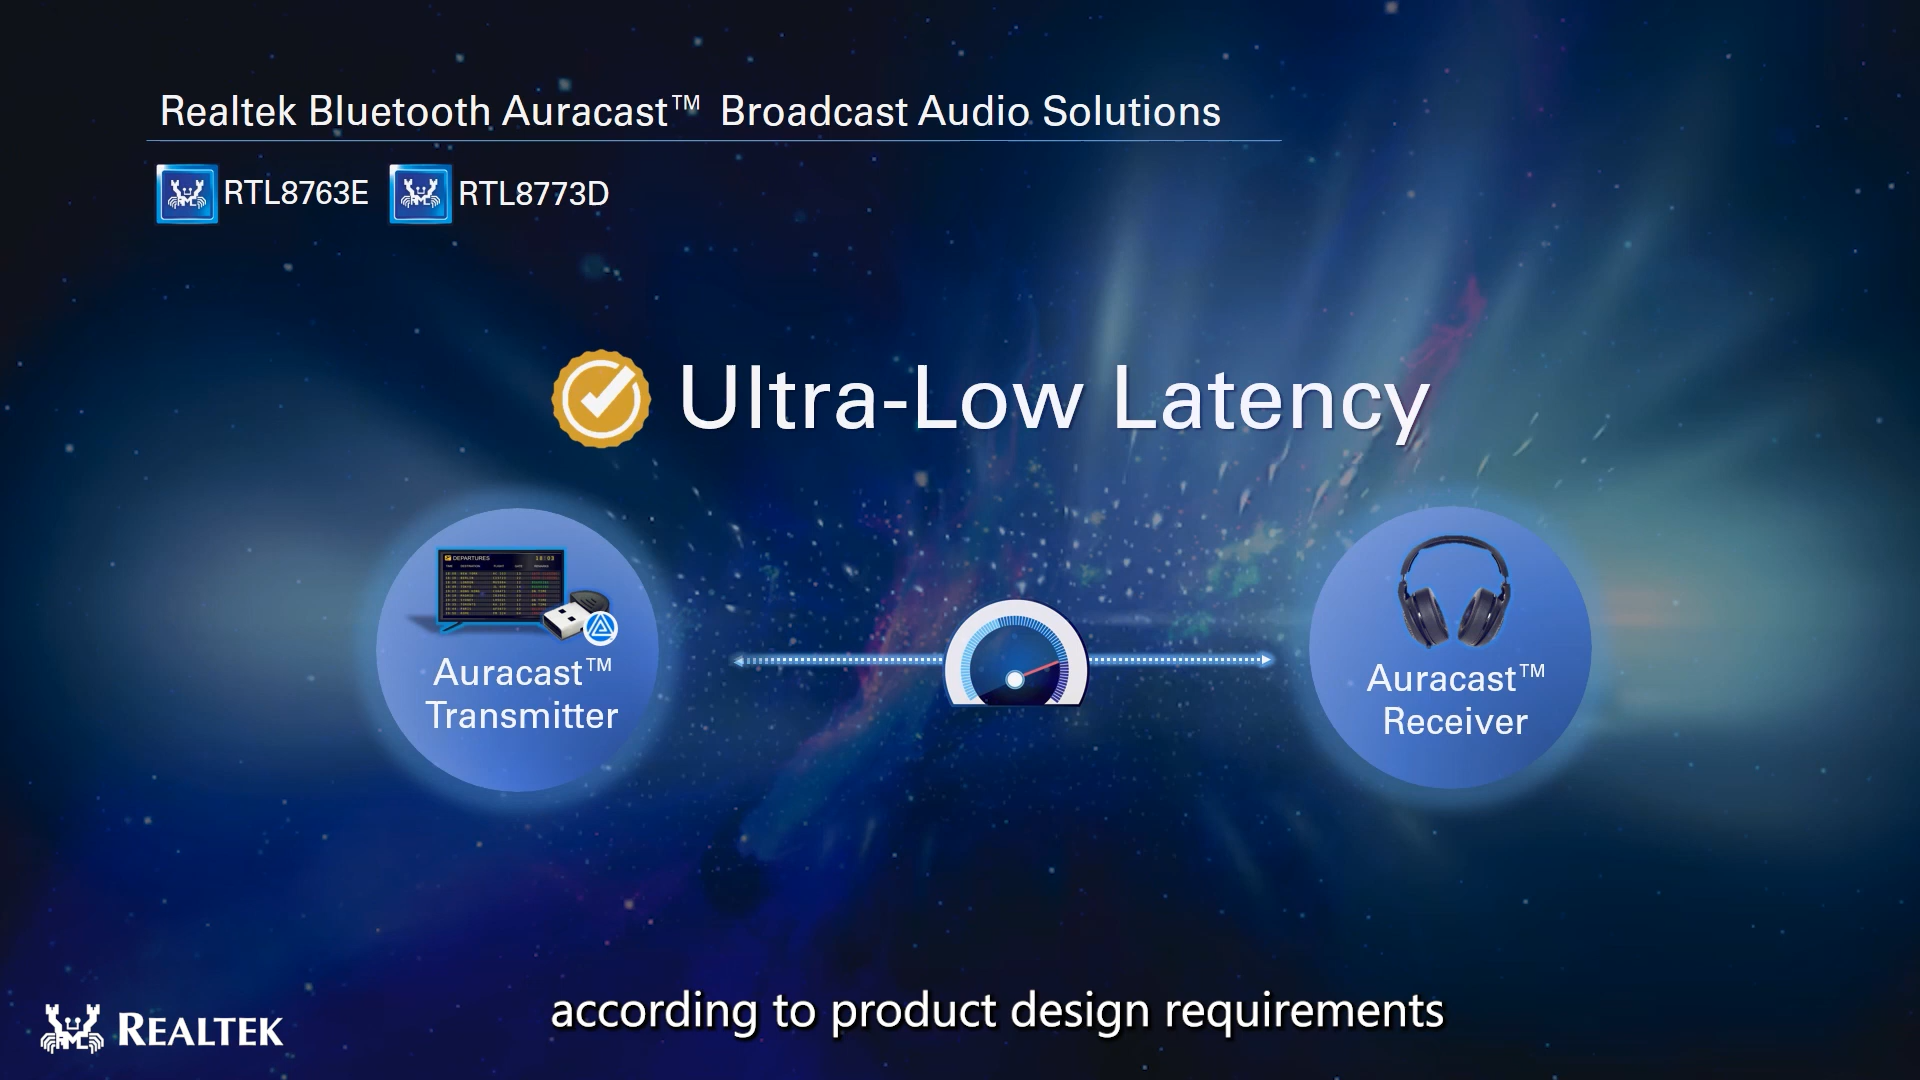 Realtek Bluetooth Auracast™ Broadcast Audio Solutions
RTL8763E RTL8773D
Ultra-Low Latency
DEPARTURES
Auracast™
Transmitter
Auracast™
Receiver
according to product design requirements
REALTEK